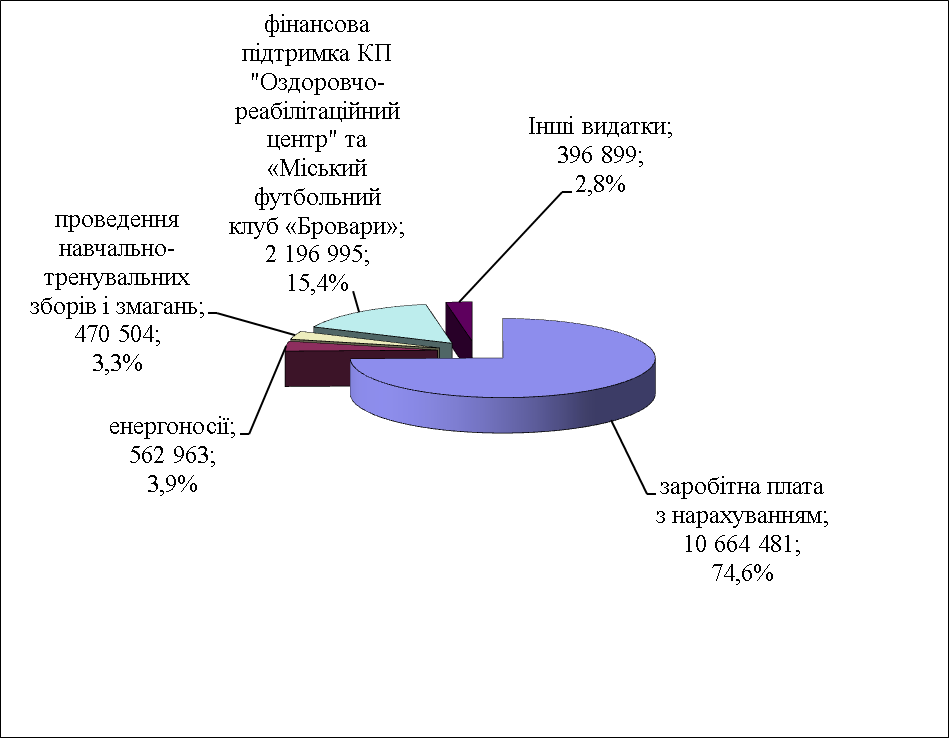 фінансова
підтримка КП
"Оздоровчо-
реабілітаційний
центр" та
«Міський
футбольний
клуб «Бровари»;
2 196 995;
15,4%
Інші видатки;
396 899;
2,8%
проведення
навчально-
тренувальних
зборів і змагань;
470 504;
3,3%
енергоносії;
562 963;
3,9%
заробітна плата
з нарахуванням;
10 664 481;
74,6%